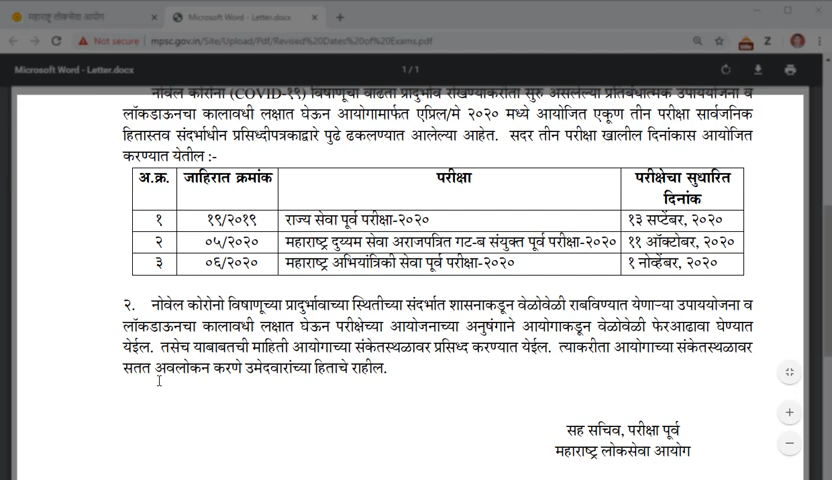 महाराष्ट्र लोकसेवा आयोग
Microsoft Word - Letter.docx
Not secure
mpsc.gov.in/Site/Upload/Pdf/Revised%20Dates%20of%20Exams.pdf
Z
Microsoft Word - Letter.docx
1 / 1
नोवेल कोरोना (COVID-१९) विषाणूचा वाढता प्रादुर्भाव रोखण्याकरीता सुरु असलेल्या प्रतिबंधात्मक उपाययोजना व
लॉकडाऊनचा कालावधी लक्षात घेऊन आयोगामार्फत एप्रिल/मे २०२० मध्ये आयोजित एकूण तीन परीक्षा सार्वजनिक
हितास्तव संदर्भाधीन प्रसिध्दीपत्रकाद्वारे पुढे ढकलण्यात आलेल्या आहेत. सदर तीन परीक्षा खालील दिनांकास आयोजित
करण्यात येतील :-
अ.क्र. जाहिरात क्रमांक परीक्षा परीक्षेचा सुधारित
दिनांक
१ १९/२०१९ राज्य सेवा पूर्व परीक्षा-२०२० १३ सप्टेंबर, २०२०
२ ०५/२०२० महाराष्ट्र दुय्यम सेवा अराजपत्रित गट-ब संयुक्त पूर्व परीक्षा-२०२० ११ ऑक्टोबर, २०२०
३ ०६/२०२० महाराष्ट्र अभियांत्रिकी सेवा पूर्व परीक्षा-२०२० १ नोव्हेंबर, २०२०
२. नोवेल कोरोनो विषाणूच्या प्रादुर्भावाच्या स्थितीच्या संदर्भात शासनाकडून वेळोवेळी राबविण्यात येणाऱ्या उपाययोजना व
लॉकडाऊनचा कालावधी लक्षात घेऊन परीक्षेच्या आयोजनाच्या अनुषंगाने आयोगाकडून वेळोवेळी फेरआढावा घेण्यात
येईल. तसेच याबाबतची माहिती आयोगाच्या संकेतस्थळावर प्रसिध्द करण्यात येईल. त्याकरीता आयोगाच्या संकेतस्थळावर
सतत अवलोकन करणे उमेदवारांच्या हिताचे राहील.
सह सचिव, परीक्षा पूर्व
महाराष्ट्र लोकसेवा आयोग